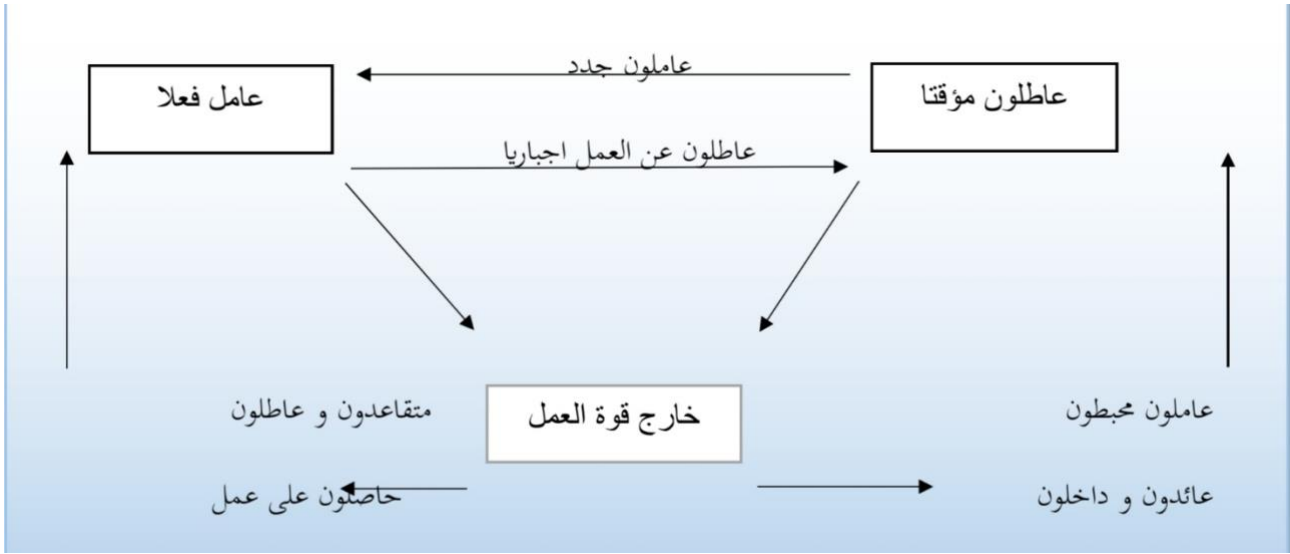 عاملون جدد
عاطلون مؤقتا
عامل فعلا
عاطلون عن العمل اجباريا
عاملون محبطون
خارج قوة العمل
متقاعدون و عاطلون
عائدون و داخلون
حاصلون على عمل